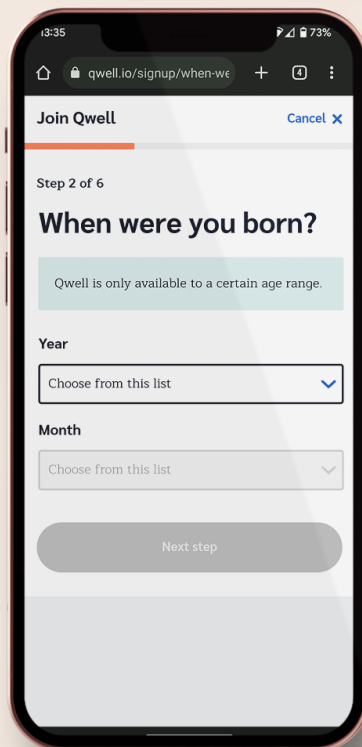 13:35
73%
qwell.io/signup/when-we
4
Join Qwell
Cancel
Step 2 of 6
When were you born?
Qwell is only available to a certain age range.
Year
Choose from this list
Month
Choose from this list
Next step